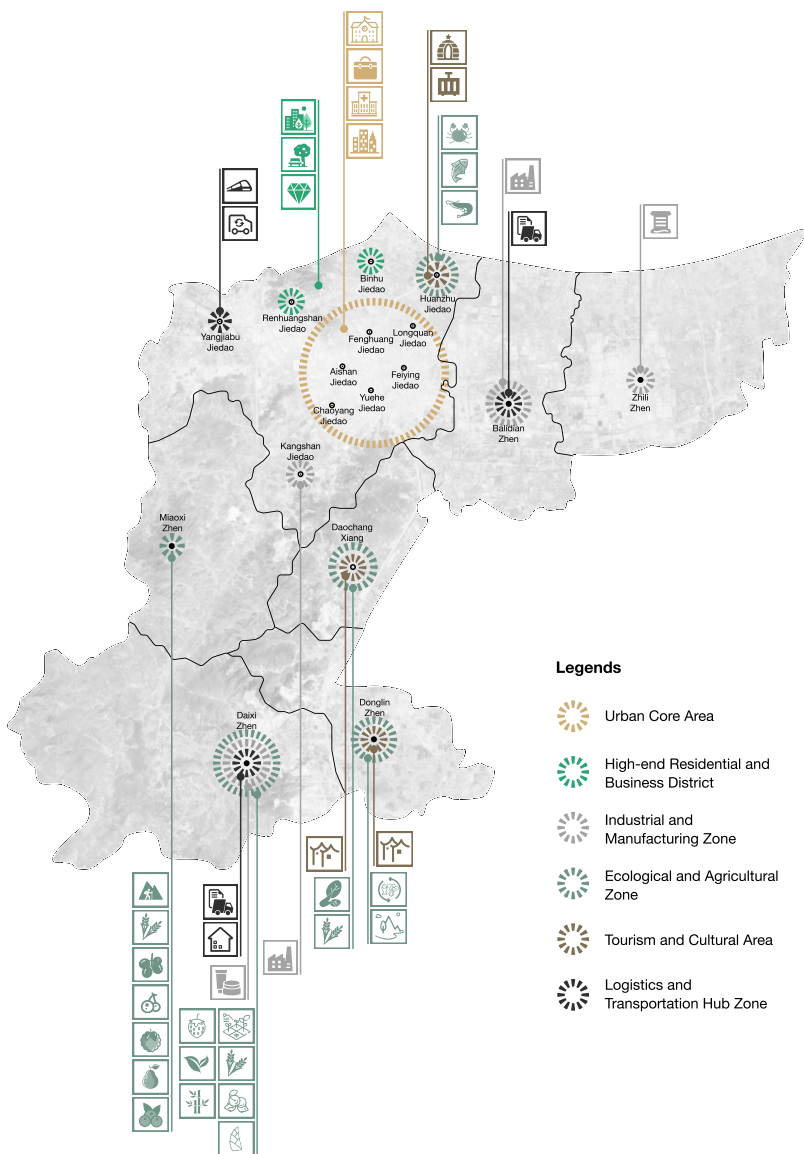 Binhu
Jiedao
Huanzhu
Jiedao
Renhuangshan
Jiedao
Yangjiabu
Jiedao
Fenghuang
Jiedao
Longquan
Jiedao
Aishan
Jiedao
Feiying
Jiedao
Yuehe
Jiedao
Chaoyang
Jiedao
Zhili
Zhen
Balidian
Zhen
Kangshan
Jiedao
Miaoxi
Zhen
Daochang
Xiang
Daixi
Zhen
Donglin
Zhen
Legends
Urban Core Area
High-end Residential and
Business District
Industrial and
Manufacturing Zone
Ecological and Agricultural
Zone
Tourism and Cultural Area
Logistics and
Transportation Hub Zone